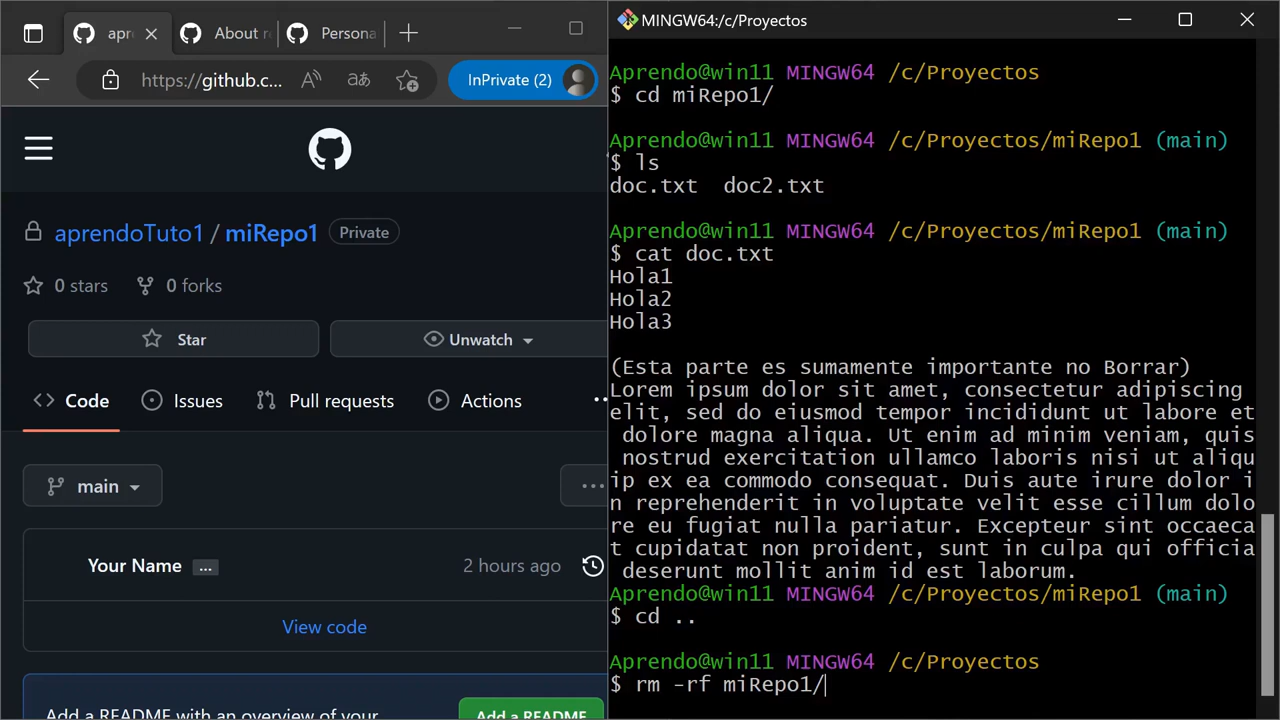 apr
About r
Persona
https://github.c...
InPrivate (2)
aprendoTuto1 / miRepo1 Private
0 stars 0 forks
Star
Unwatch
Code Issues Pull requests Actions
main
Your Name ... 2 hours ago
View code
Add a README with an overview of your
Add a README
MINGW64:/c/Proyectos
Aprendo@win11 MINGW64 /c/Proyectos
$ cd miRepo1/
Aprendo@win11 MINGW64 /c/Proyectos/miRepo1 (main)
$ ls
doc.txt doc2.txt
Aprendo@win11 MINGW64 /c/Proyectos/miRepo1 (main)
$ cat doc.txt
Hola1
Hola2
Hola3
(Esta parte es sumamente importante no Borrar)
Lorem ipsum dolor sit amet, consectetur adipiscing
elit, sed do eiusmod tempor incididunt ut labore et
dolore magna aliqua. Ut enim ad minim veniam, quis
nostrud exercitation ullamco laboris nisi ut aliqu
ip ex ea commodo consequat. Duis aute irure dolor i
n reprehenderit in voluptate velit esse cillum dolo
re eu fugiat nulla pariatur. Excepteur sint occaeca
t cupidatat non proident, sunt in culpa qui officia
deserunt mollit anim id est laborum.
Aprendo@win11 MINGW64 /c/Proyectos/miRepo1 (main)
$ cd ..
Aprendo@win11 MINGW64 /c/Proyectos
$ rm -rf miRepo1/